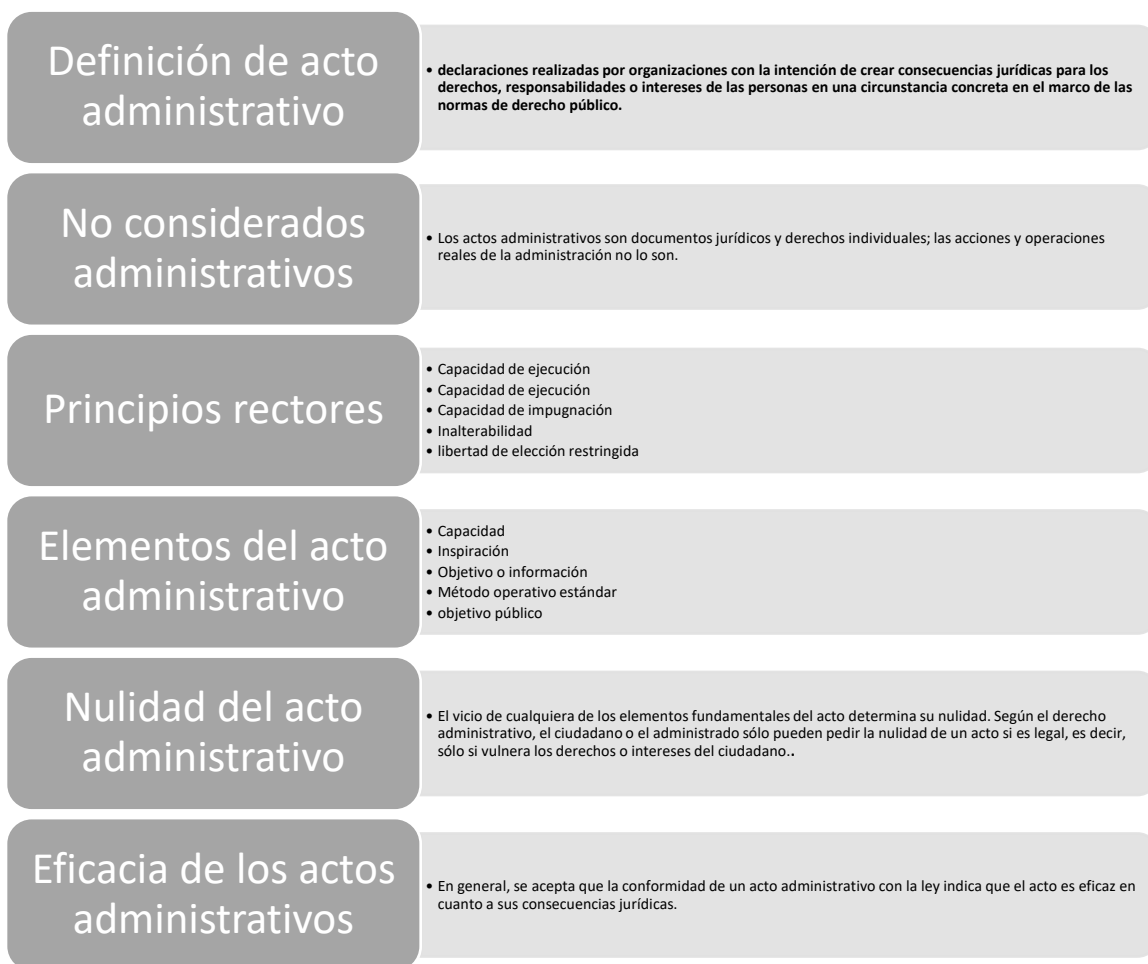 Definición de acto
administrativo
• declaraciones realizadas por organizaciones con la intención de crear consecuencias jurídicas para los
derechos, responsabilidades o intereses de las personas en una circunstancia concreta en el marco de las
normas de derecho público.
No considerados
administrativos
• Los actos administrativos son documentos jurídicos y derechos individuales; las acciones y operaciones
reales de la administración no lo son.
Principios rectores
• Capacidad de ejecución
• Capacidad de ejecución
• Capacidad de impugnación
• Inalterabilidad
• libertad de elección restringida
Elementos del acto
administrativo
• Capacidad
• Inspiración
• Objetivo o información
• Método operativo estándar
• objetivo público
Nulidad del acto
administrativo
• El vicio de cualquiera de los elementos fundamentales del acto determina su nulidad. Según el derecho
administrativo, el ciudadano o el administrado sólo pueden pedir la nulidad de un acto si es legal, es decir,
sólo si vulnera los derechos o intereses del ciudadano..
Eficacia de los actos
administrativos
• En general, se acepta que la conformidad de un acto administrativo con la ley indica que el acto es eficaz en
cuanto a sus consecuencias jurídicas.